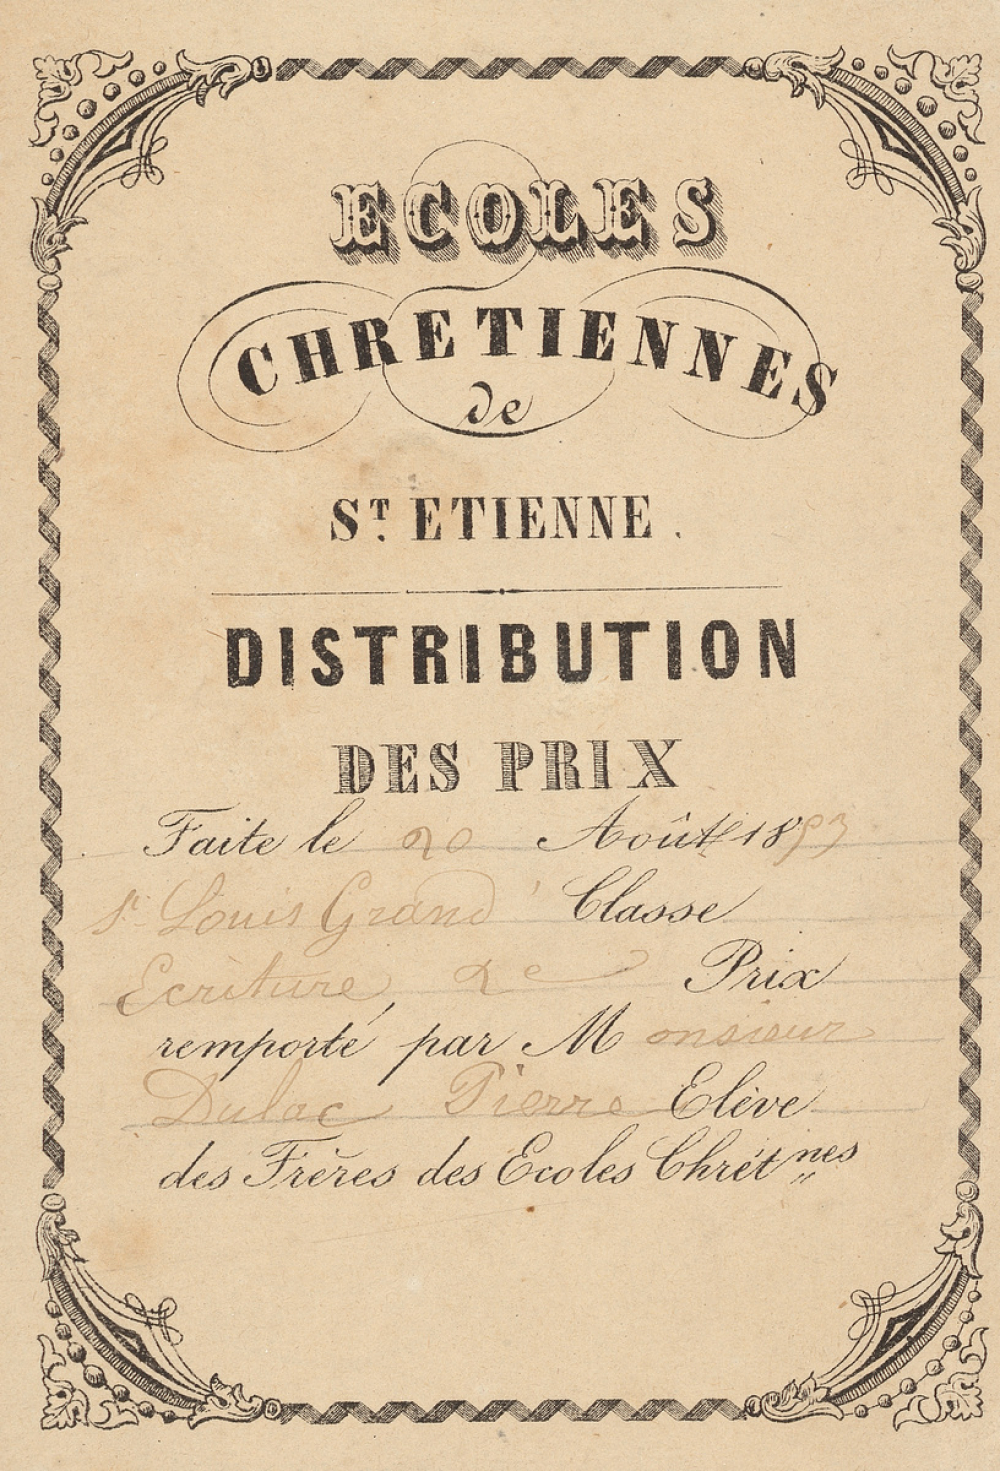 ECOLES
CHRETIENNES
de
ST. ETIENNE.
DISTRIBUTION
DES PRIX
Faite le 20 Août 1853
St Louis Grand Classe
Ecriture 2e Prix
remporté par Monsieur
Dulac Pierre Elève
des Frères des Ecoles Chrétnes